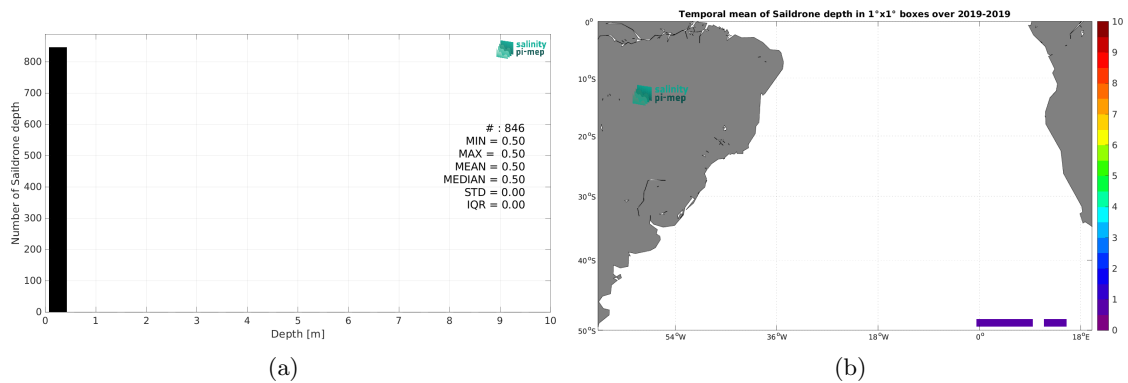 Number of Saildrone depth
800
700
600
500
400
300
200
100
0
salinity
pi-mep
# : 846
MIN = 0.50
MAX = 0.50
MEAN = 0.50
MEDIAN = 0.50
STD = 0.00
IQR = 0.00
0 1 2 3 4 5 6 7 8 9 10
Depth [m]
(a)
Temporal mean of Saildrone depth in 1°x1° boxes over 2019-2019
0°
10°S
20°S
30°S
40°S
50°S
salinity
pi-mep
54°W 36°W 18°W 0° 18°E
10
9
8
7
6
5
4
3
2
1
0
(b)